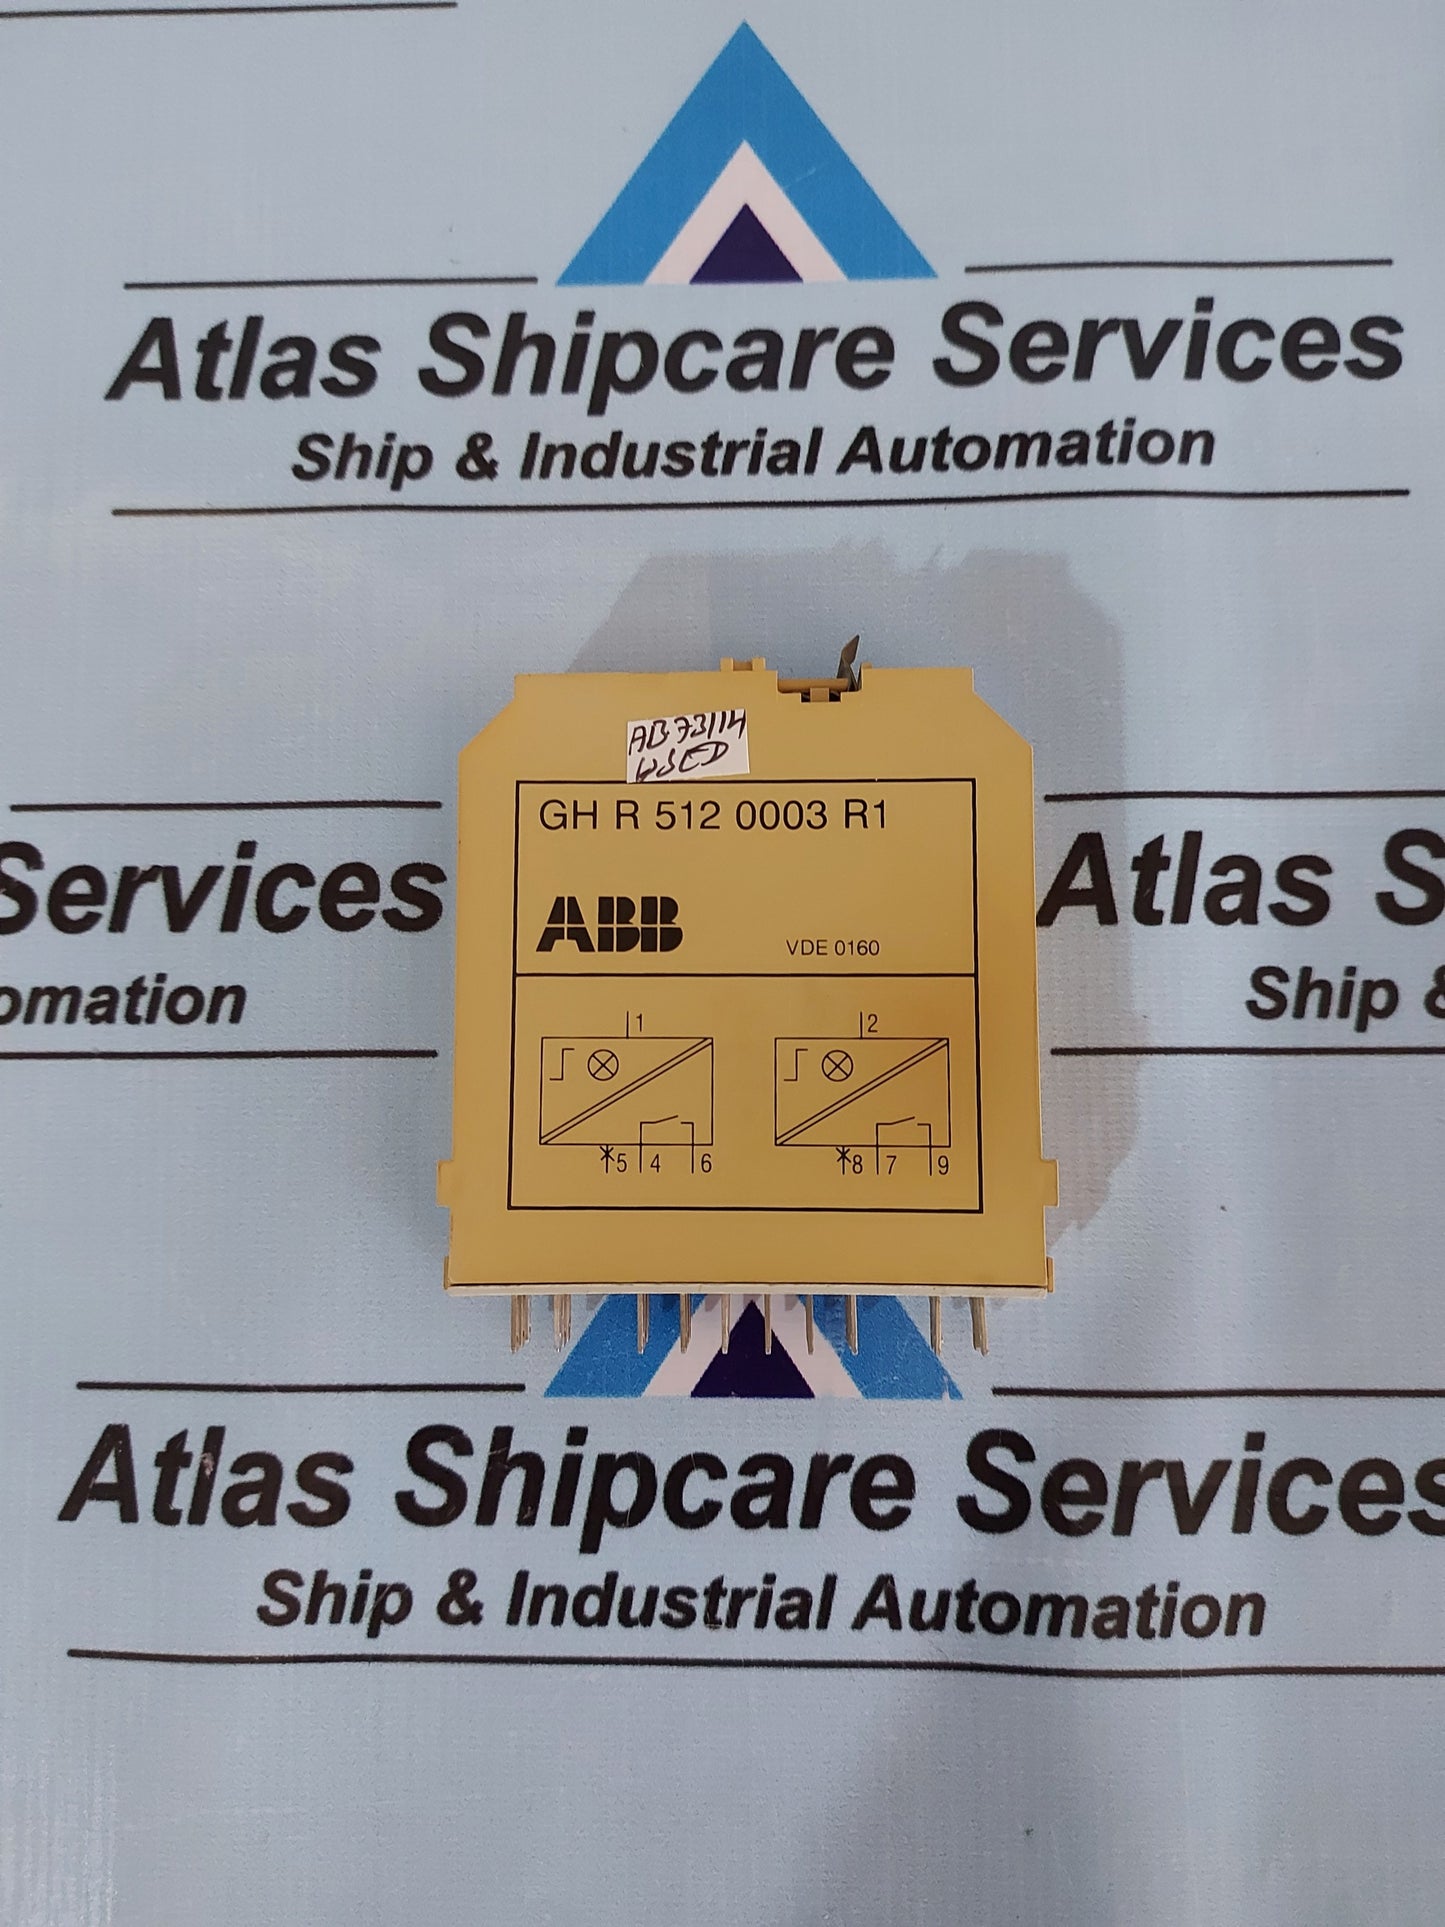 Atlas Shipcare Services
Ship & Industrial Automation
AB73114
USED
GH R 512 0003 R1
ABB
VDE 0160
1
2
5 4 6
8 7 9
Services
omation
Atlas S
Ship &
Atlas Shipcare Services
Ship & Industrial Automation